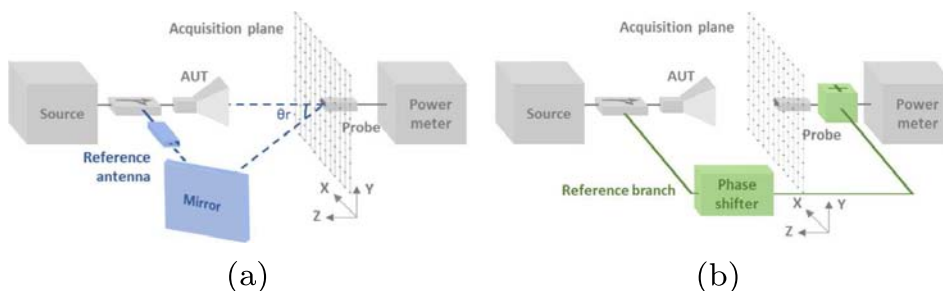 Acquisition plane
AUT
Source
θr
Probe
Power
meter
Reference
antenna
Mirror
X
Y
Z
(a)
Acquisition plane
AUT
Source
+
Probe
Power
meter
Reference branch
Phase
shifter
X
Y
Z
(b)